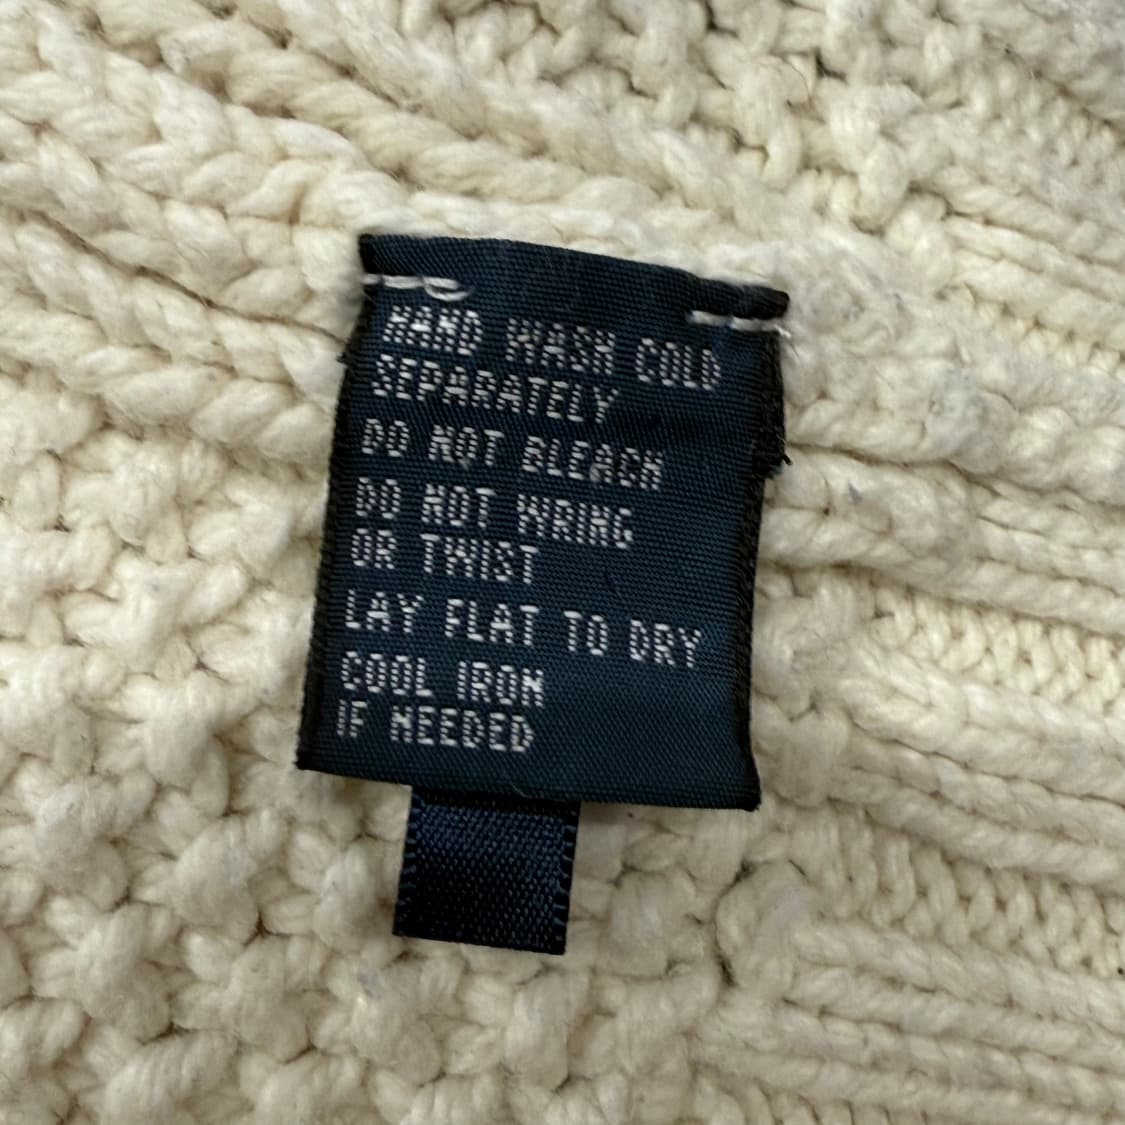 HAND WASH COLD
SEPARATELY
DO NOT BLEACH
DO NOT WRING
OR TWIST
LAY FLAT TO DRY
COOL IRON
IF NEEDED